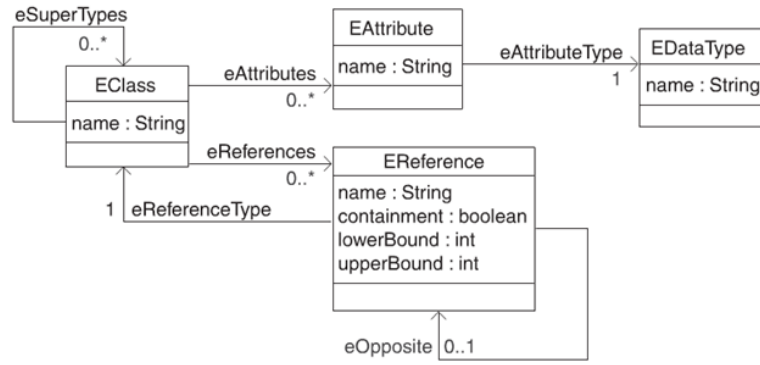 eSuperTypes
0..*
EClass
name : String
eAttributes
0..*
EAttribute
name : String
eAttributeType
1
EDataType
name : String
eReferences
0..*
1
eReferenceType
EReference
name : String
containment : boolean
lowerBound : int
upperBound : int
eOpposite
0..1